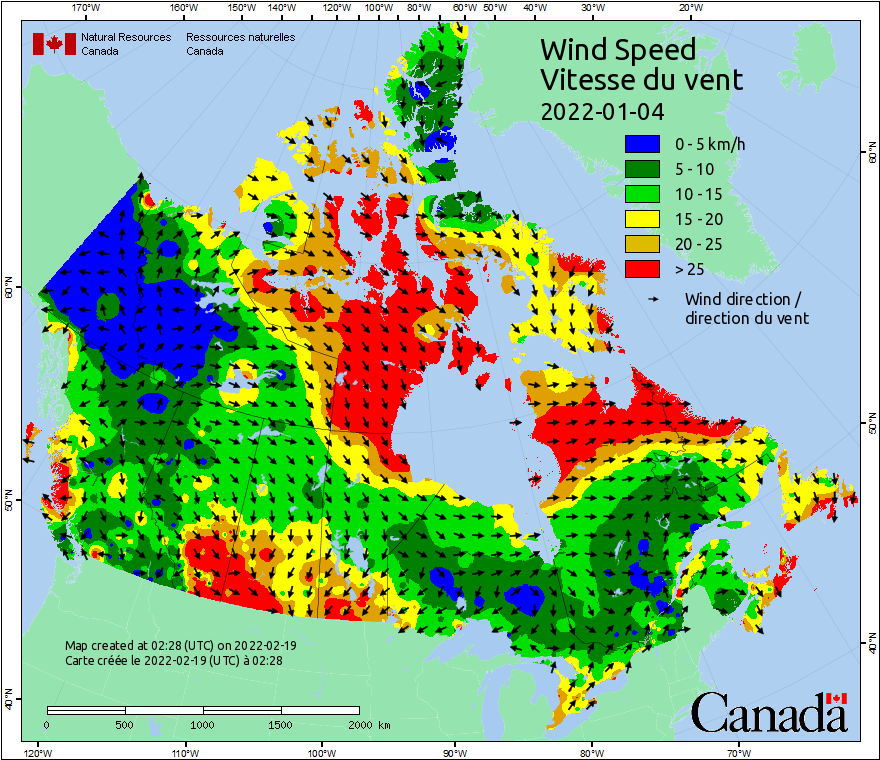 170°W 160°W 150°W 140°W 130°W 120°W 110°W 100°W 80°W 60°W 50°W 40°W 30°W 20°W
Natural Resources Ressources naturelles
Canada Canada
Wind Speed
Vitesse du vent
2022-01-04
0 - 5 km/h
5 - 10
10 - 15
15 - 20
20 - 25
> 25
Wind direction /
direction du vent
60°N
60°N
50°N
50°N
40°N
40°N
Map created at 02:28 (UTC) on 2022-02-19
Carte créée le 2022-02-19 (UTC) à 02:28
0 500 1000 1500 2000 km
Canada
120°W 110°W 100°W 90°W 80°W 70°W